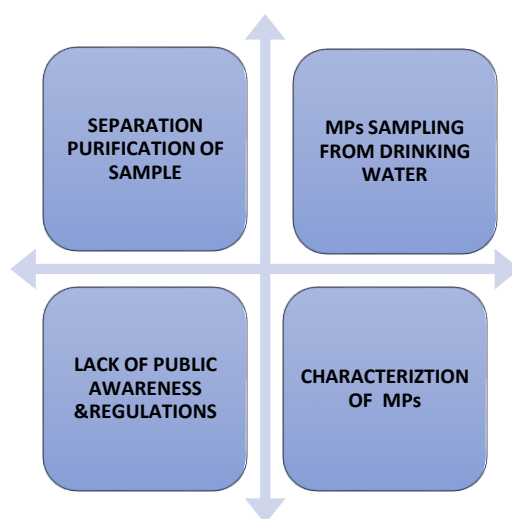 SEPARATION
PURIFICATION OF
SAMPLE
MPs SAMPLING
FROM DRINKING
WATER
LACK OF PUBLIC
AWARENESS
&REGULATIONS
CHARACTERIZTION
OF MPs